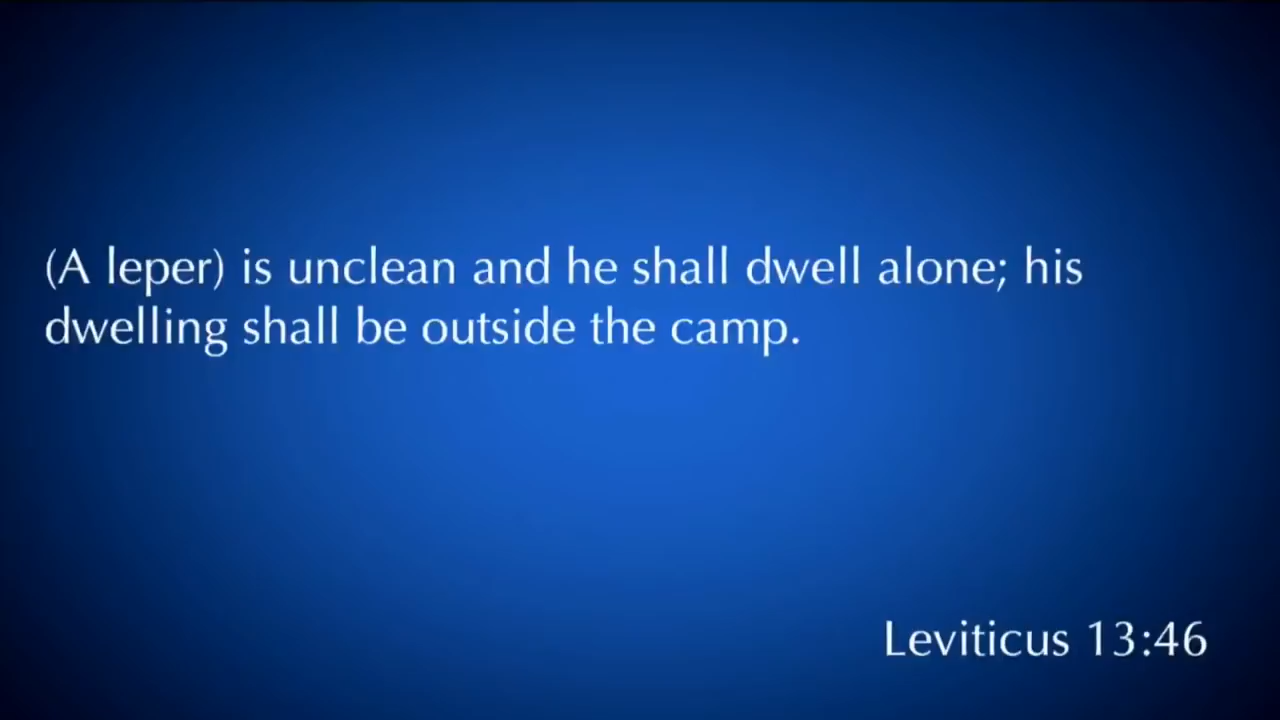 (A leper) is unclean and he shall dwell alone; his
dwelling shall be outside the camp.
Leviticus 13:46